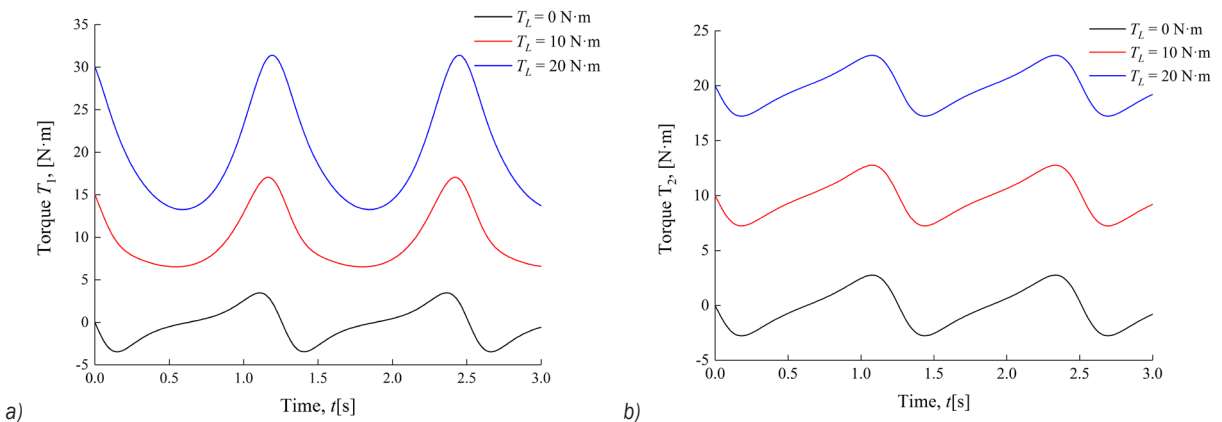 35
30
25
20
15
10
5
0
-5
0.0 0.5 1.0 1.5 2.0 2.5 3.0
Torque T₁, [N·m]
Time, t[s]
T_L = 0 N·m
T_L = 10 N·m
T_L = 20 N·m
a)
25
20
15
10
5
0
-5
0.0 0.5 1.0 1.5 2.0 2.5 3.0
Torque T₂, [N·m]
Time, t[s]
T_L = 0 N·m
T_L = 10 N·m
T_L = 20 N·m
b)